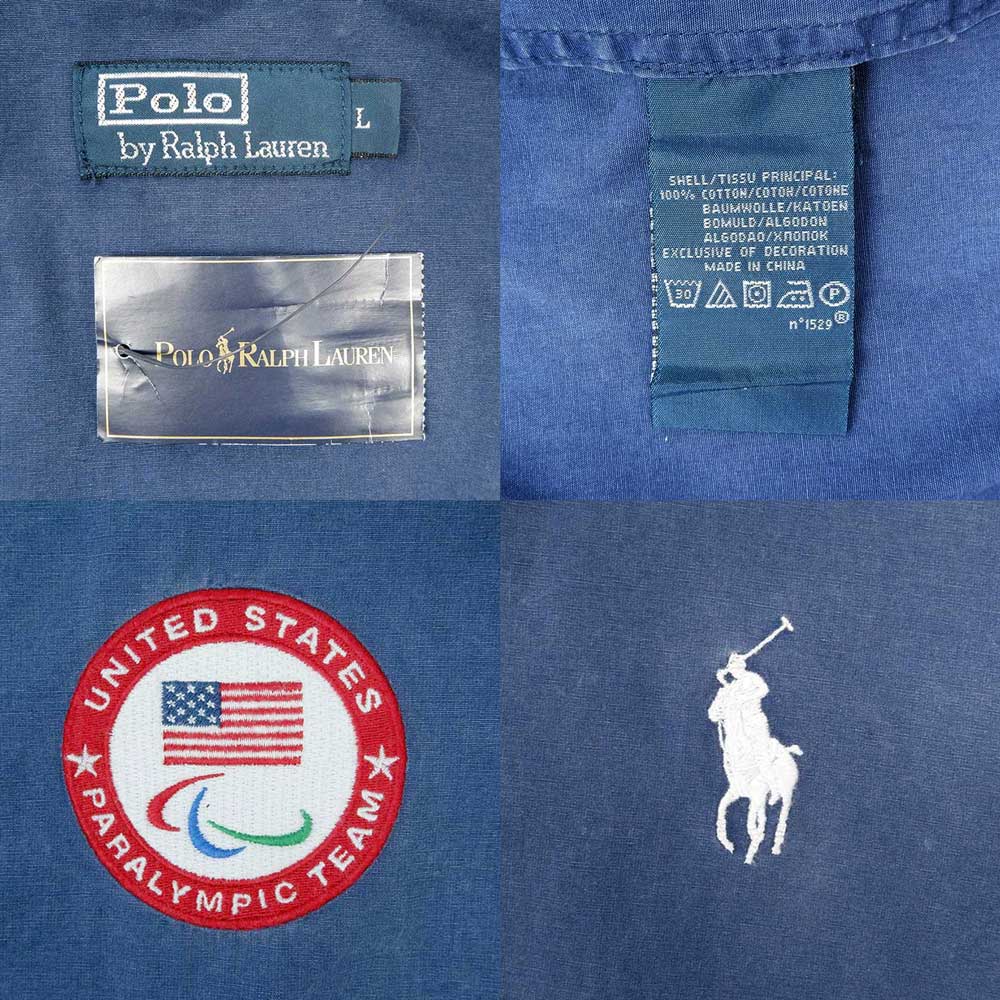 Polo
by Ralph Lauren
L
POLO RALPH LAUREN
SHELL/TISSU PRINCIPAL:
100% COTTON/COTON/COTONE
BAUMWOLLE/KATOEN
BOMULD/ALGODON
ALGODAO/ХЛОПОК
EXCLUSIVE OF DECORATION
MADE IN CHINA
30
P
n°1529®
UNITED STATES
PARALYMPIC TEAM